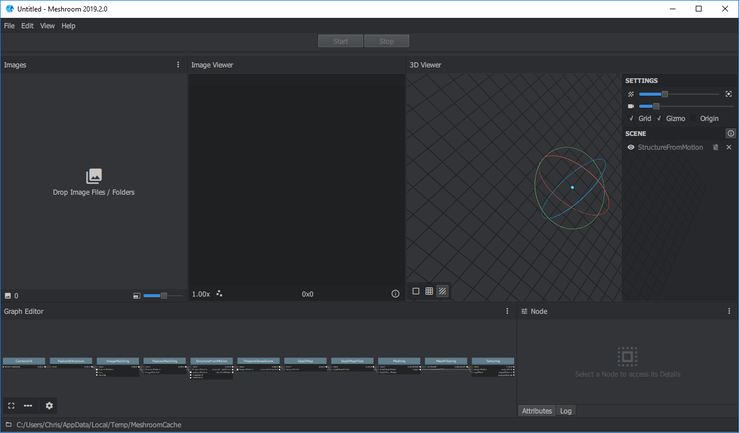 Untitled - Meshroom 2019.2.0
File Edit View Help
Start Stop
Images
Image Viewer
3D Viewer
Drop Image Files / Folders
0
1.00x
0x0
SETTINGS
Grid Gizmo Origin
SCENE
StructureFromMotion
Graph Editor
CameraInit FeatureExtraction ImageMatching FeatureMatching StructureFromMotion PrepareDenseScene DepthMap DepthMapFilter Meshing MeshFiltering Texturing
Node
Select a Node to access its Details
Attributes Log
C:/Users/Chris/AppData/Local/Temp/MeshroomCache